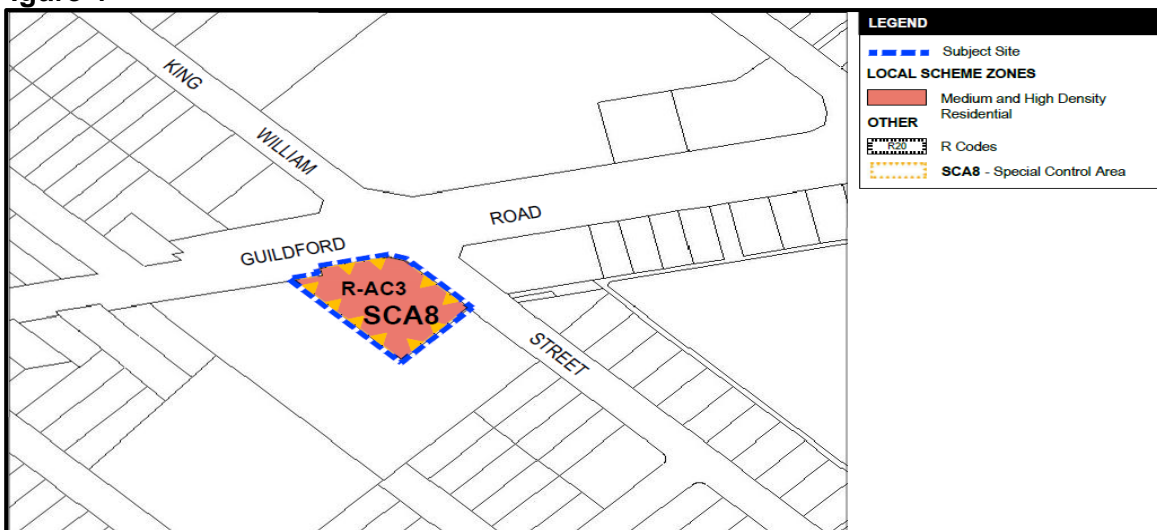 KING
WILLIAM
GUILDFORD
ROAD
R-AC3
SCA8
STREET
LEGEND
Subject Site
LOCAL SCHEME ZONES
Medium and High Density
Residential
OTHER
R20 R Codes
SCA8 - Special Control Area